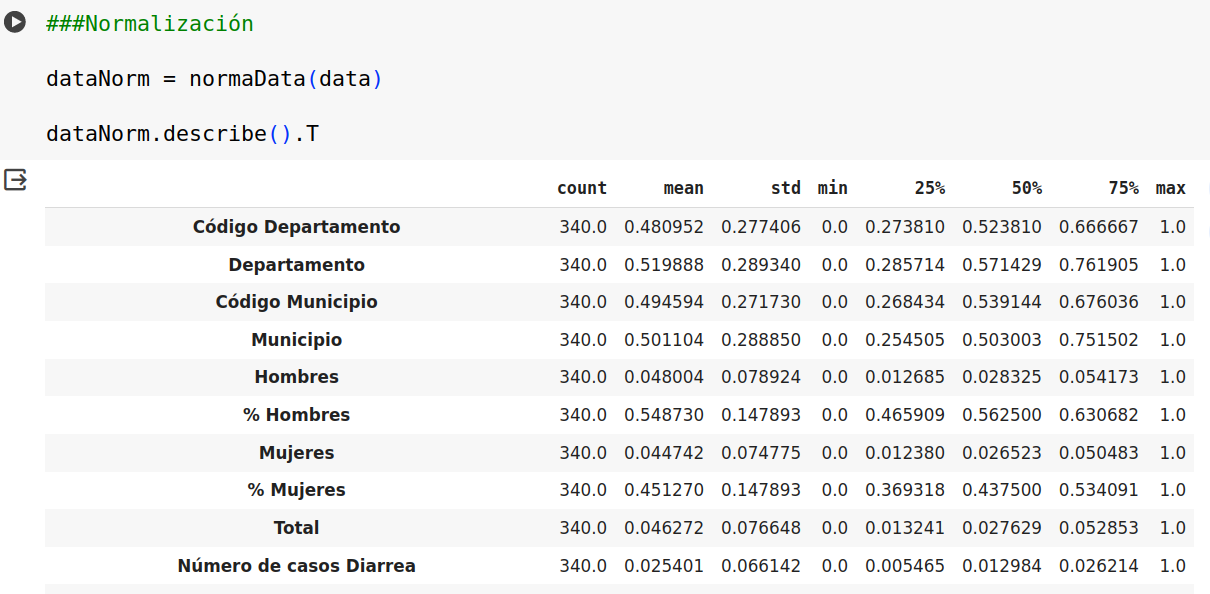 ###Normalización
dataNorm = normaData(data)
dataNorm.describe().T
count mean std min 25% 50% 75% max
Código Departamento 340.0 0.480952 0.277406 0.0 0.273810 0.523810 0.666667 1.0
Departamento 340.0 0.519888 0.289340 0.0 0.285714 0.571429 0.761905 1.0
Código Municipio 340.0 0.494594 0.271730 0.0 0.268434 0.539144 0.676036 1.0
Municipio 340.0 0.501104 0.288850 0.0 0.254505 0.503003 0.751502 1.0
Hombres 340.0 0.048004 0.078924 0.0 0.012685 0.028325 0.054173 1.0
% Hombres 340.0 0.548730 0.147893 0.0 0.465909 0.562500 0.630682 1.0
Mujeres 340.0 0.044742 0.074775 0.0 0.012380 0.026523 0.050483 1.0
% Mujeres 340.0 0.451270 0.147893 0.0 0.369318 0.437500 0.534091 1.0
Total 340.0 0.046272 0.076648 0.0 0.013241 0.027629 0.052853 1.0
Número de casos Diarrea 340.0 0.025401 0.066142 0.0 0.005465 0.012984 0.026214 1.0